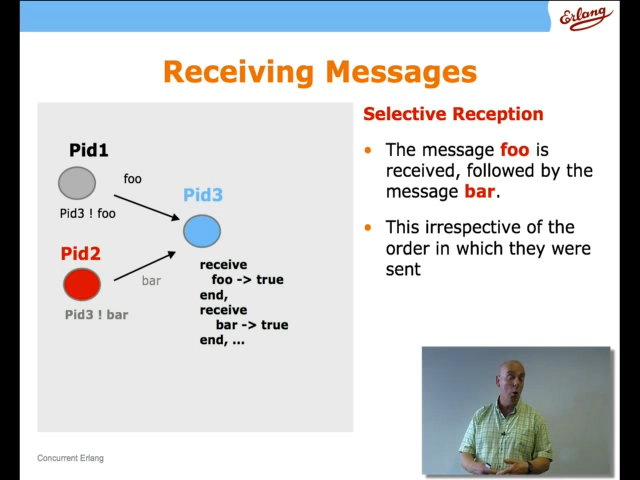 Erlang
Receiving Messages
Pid1
foo
Pid3 ! foo
Pid3
Pid2
bar
Pid3 ! bar
receive
foo -> true
end,
receive
bar -> true
end, ...
Selective Reception
• The message foo is
received, followed by the
message bar.
• This irrespective of the
order in which they were
sent
Concurrent Erlang